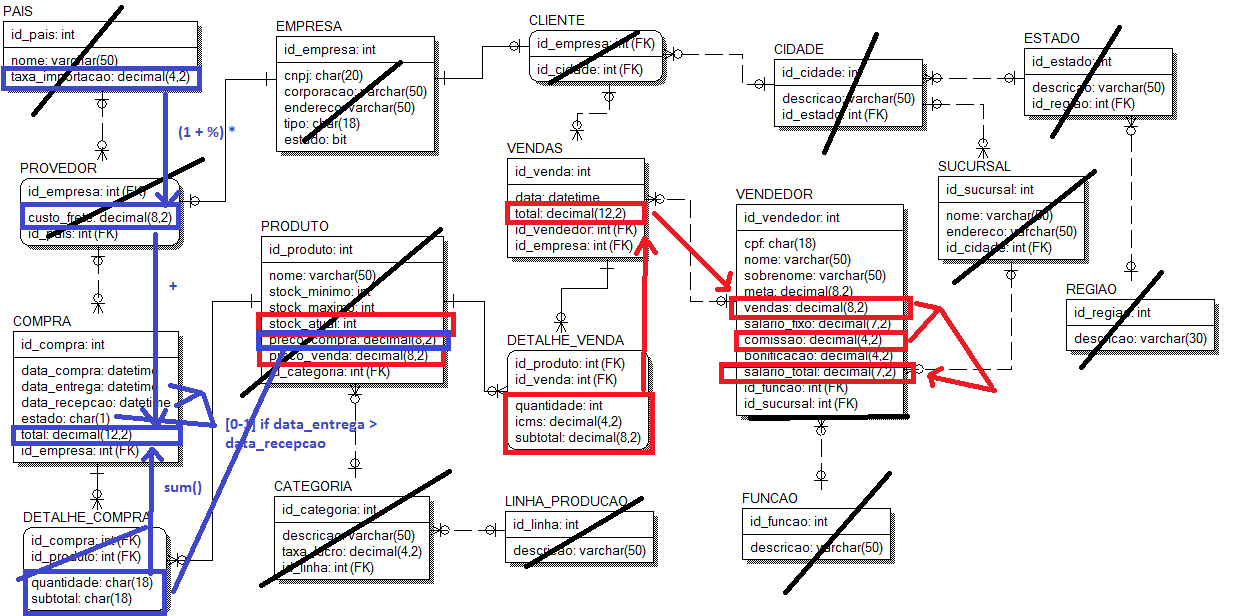 PAIS
id_pais: int
nome: varchar(50)
taxa_importacao: decimal(4,2)
(1 + %) *
PROVEDOR
id_empresa: int (FK)
custo_frete: decimal(8,2)
id_pais: int (FK)
+
COMPRA
id_compra: int
data_compra: datetime
data_entrega: datetime
data_recepcao: datetime
estado: char(1)
total: decimal(12,2)
id_empresa: int (FK)
[0-1] if data_entrega >
data_recepcao
sum()
DETALHE_COMPRA
id_compra: int (FK)
id_produto: int (FK)
quantidade: char(18)
subtotal: char(18)
EMPRESA
id_empresa: int
cnpj: char(20)
corporacao: varchar(50)
endereco: varchar(50)
tipo: char(18)
estado: bit
PRODUTO
id_produto: int
nome: varchar(50)
stock_minimo: int
stock_maximo: int
stock_atual: int
preco_compra: decimal(8,2)
preco_venda: decimal(8,2)
id_categoria: int (FK)
CATEGORIA
id_categoria: int
descricao: varchar(50)
taxa_lucro: decimal(4,2)
id_linha: int (FK)
LINHA_PRODUCAO
id_linha: int
descricao: varchar(50)
CLIENTE
id_empresa: int (FK)
id_cidade: int (FK)
VENDAS
id_venda: int
data: datetime
total: decimal(12,2)
id_vendedor: int (FK)
id_empresa: int (FK)
DETALHE_VENDA
id_produto: int (FK)
id_venda: int (FK)
quantidade: int
icms: decimal(4,2)
subtotal: decimal(8,2)
CIDADE
id_cidade: int
descricao: varchar(50)
id_estado: int (FK)
VENDEDOR
id_vendedor: int
cpf: char(18)
nome: varchar(50)
sobrenome: varchar(50)
meta: decimal(8,2)
vendas: decimal(8,2)
salario_fixo: decimal(7,2)
comissao: decimal(4,2)
bonificacao: decimal(4,2)
salario_total: decimal(7,2)
id_funcao: int (FK)
id_sucursal: int (FK)
FUNCAO
id_funcao: int
descricao: varchar(50)
ESTADO
id_estado: int
descricao: varchar(50)
id_região: int (FK)
SUCURSAL
id_sucursal: int
nome: varchar(50)
endereco: varchar(50)
id_cidade: int (FK)
REGIAO
id_regiao: int
descricao: varchar(30)